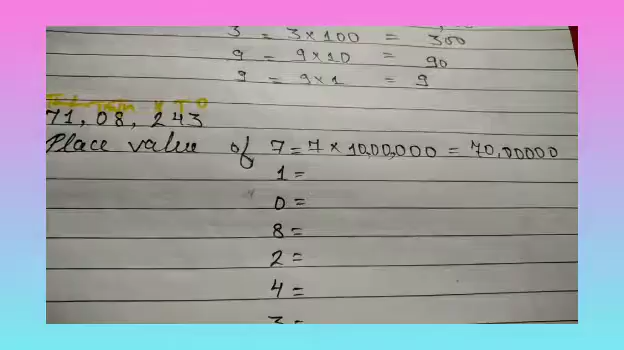 3 = 3×100 = 300
9 = 9×10 = 90
9 = 9×1 = 9
T O
71, 08, 243
Place value of 7 = 7 × 10,00,000 = 70,00000
1 =
0 =
8 =
2 =
4 =
3 =